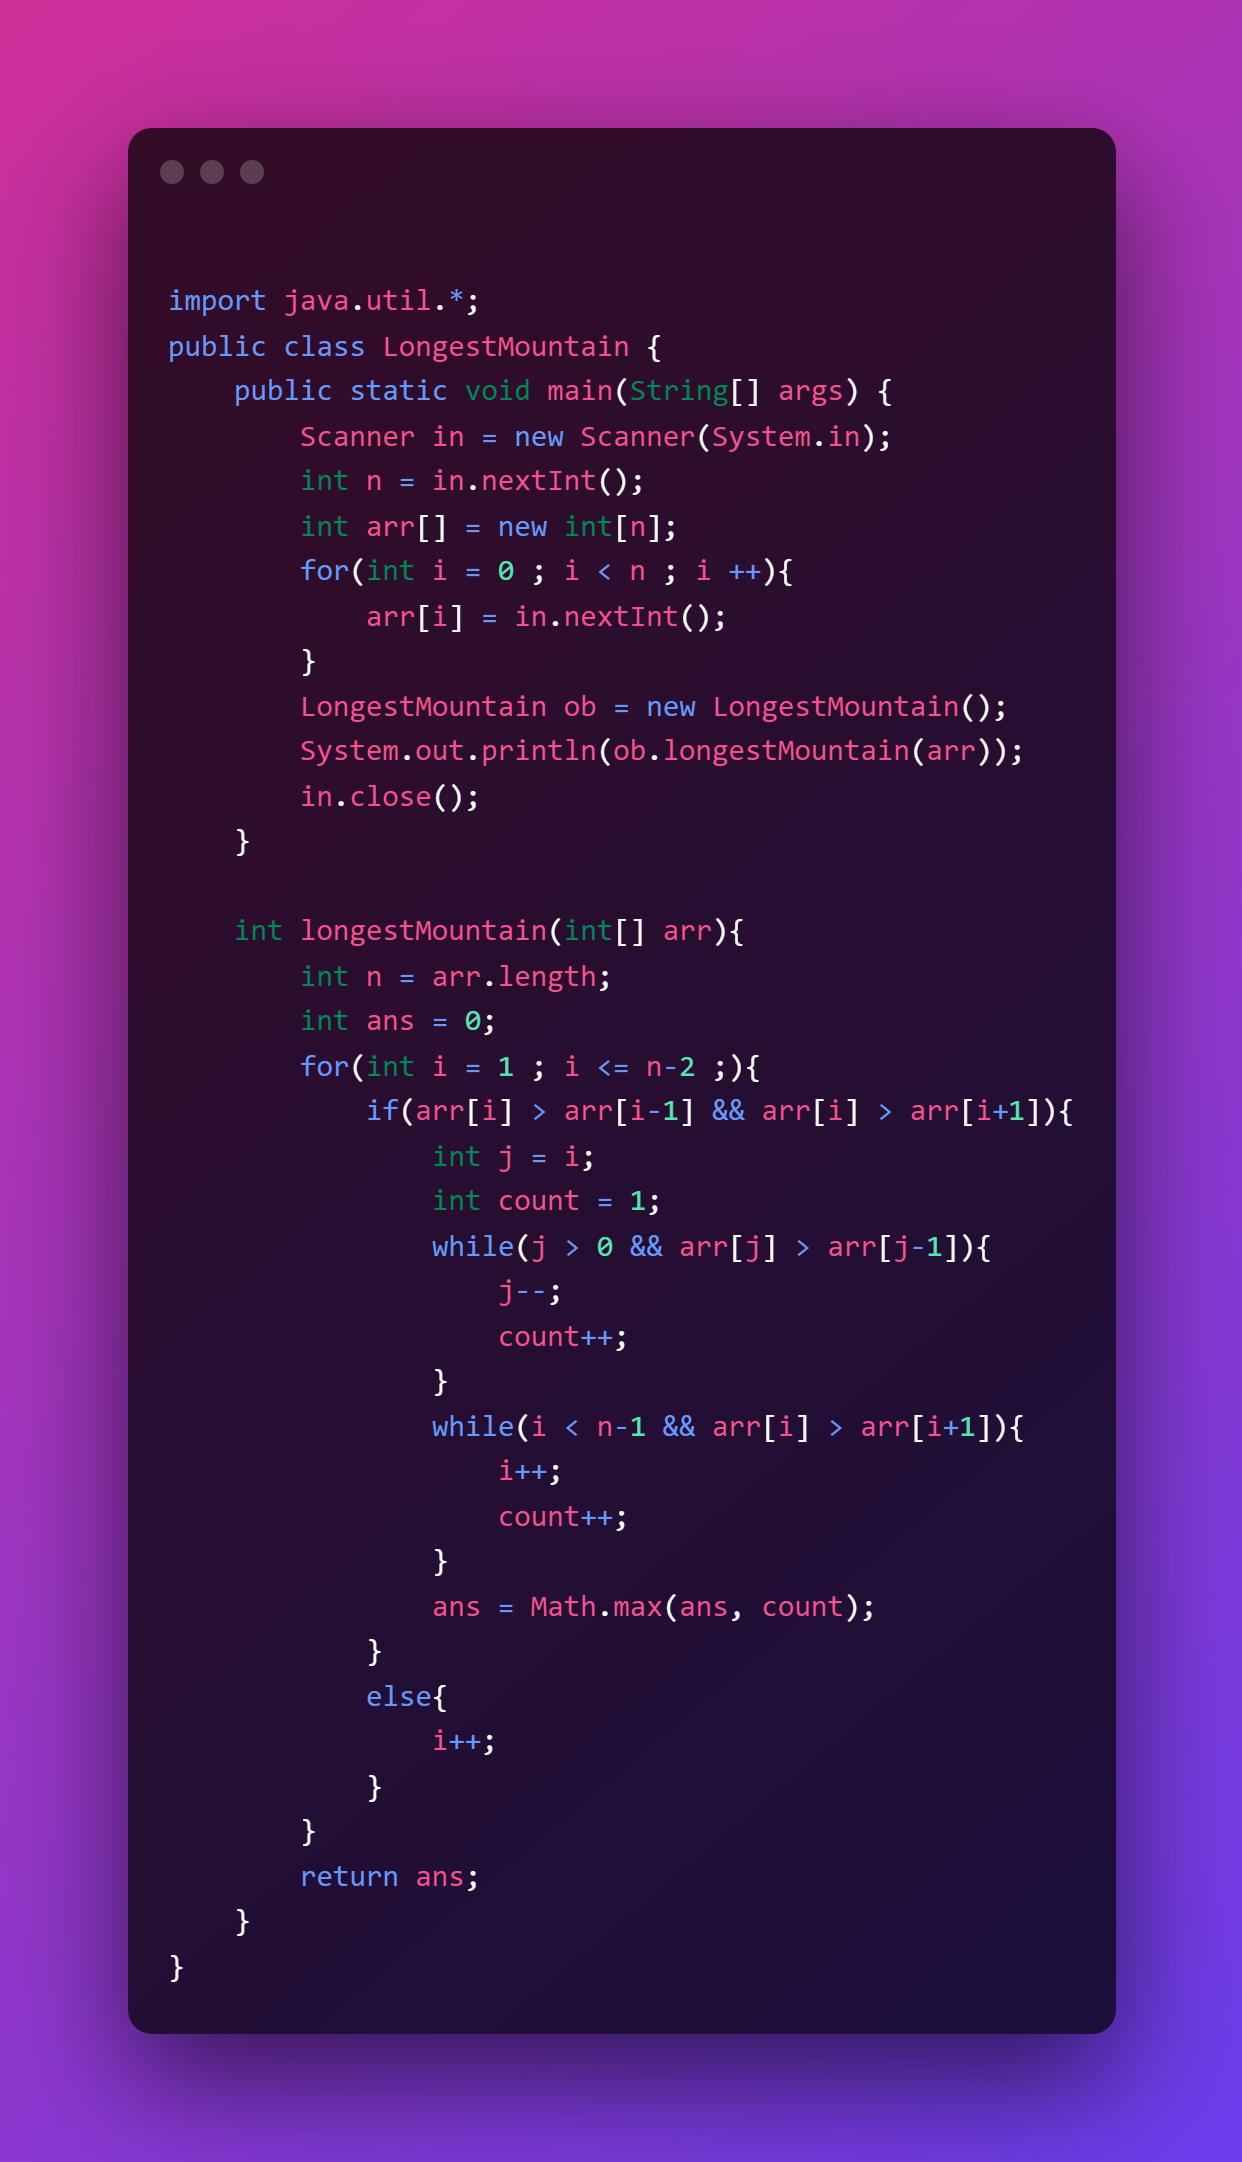 import java.util.*;
public class LongestMountain {
    public static void main(String[] args) {
        Scanner in = new Scanner(System.in);
        int n = in.nextInt();
        int arr[] = new int[n];
        for(int i = 0 ; i < n ; i ++){
            arr[i] = in.nextInt();
        }
        LongestMountain ob = new LongestMountain();
        System.out.println(ob.longestMountain(arr));
        in.close();
    }

    int longestMountain(int[] arr){
        int n = arr.length;
        int ans = 0;
        for(int i = 1 ; i <= n-2 ;){
            if(arr[i] > arr[i-1] && arr[i] > arr[i+1]){
                int j = i;
                int count = 1;
                while(j > 0 && arr[j] > arr[j-1]){
                    j--;
                    count++;
                }
                while(i < n-1 && arr[i] > arr[i+1]){
                    i++;
                    count++;
                }
                ans = Math.max(ans, count);
            }
            else{
                i++;
            }
        }
        return ans;
    }
}